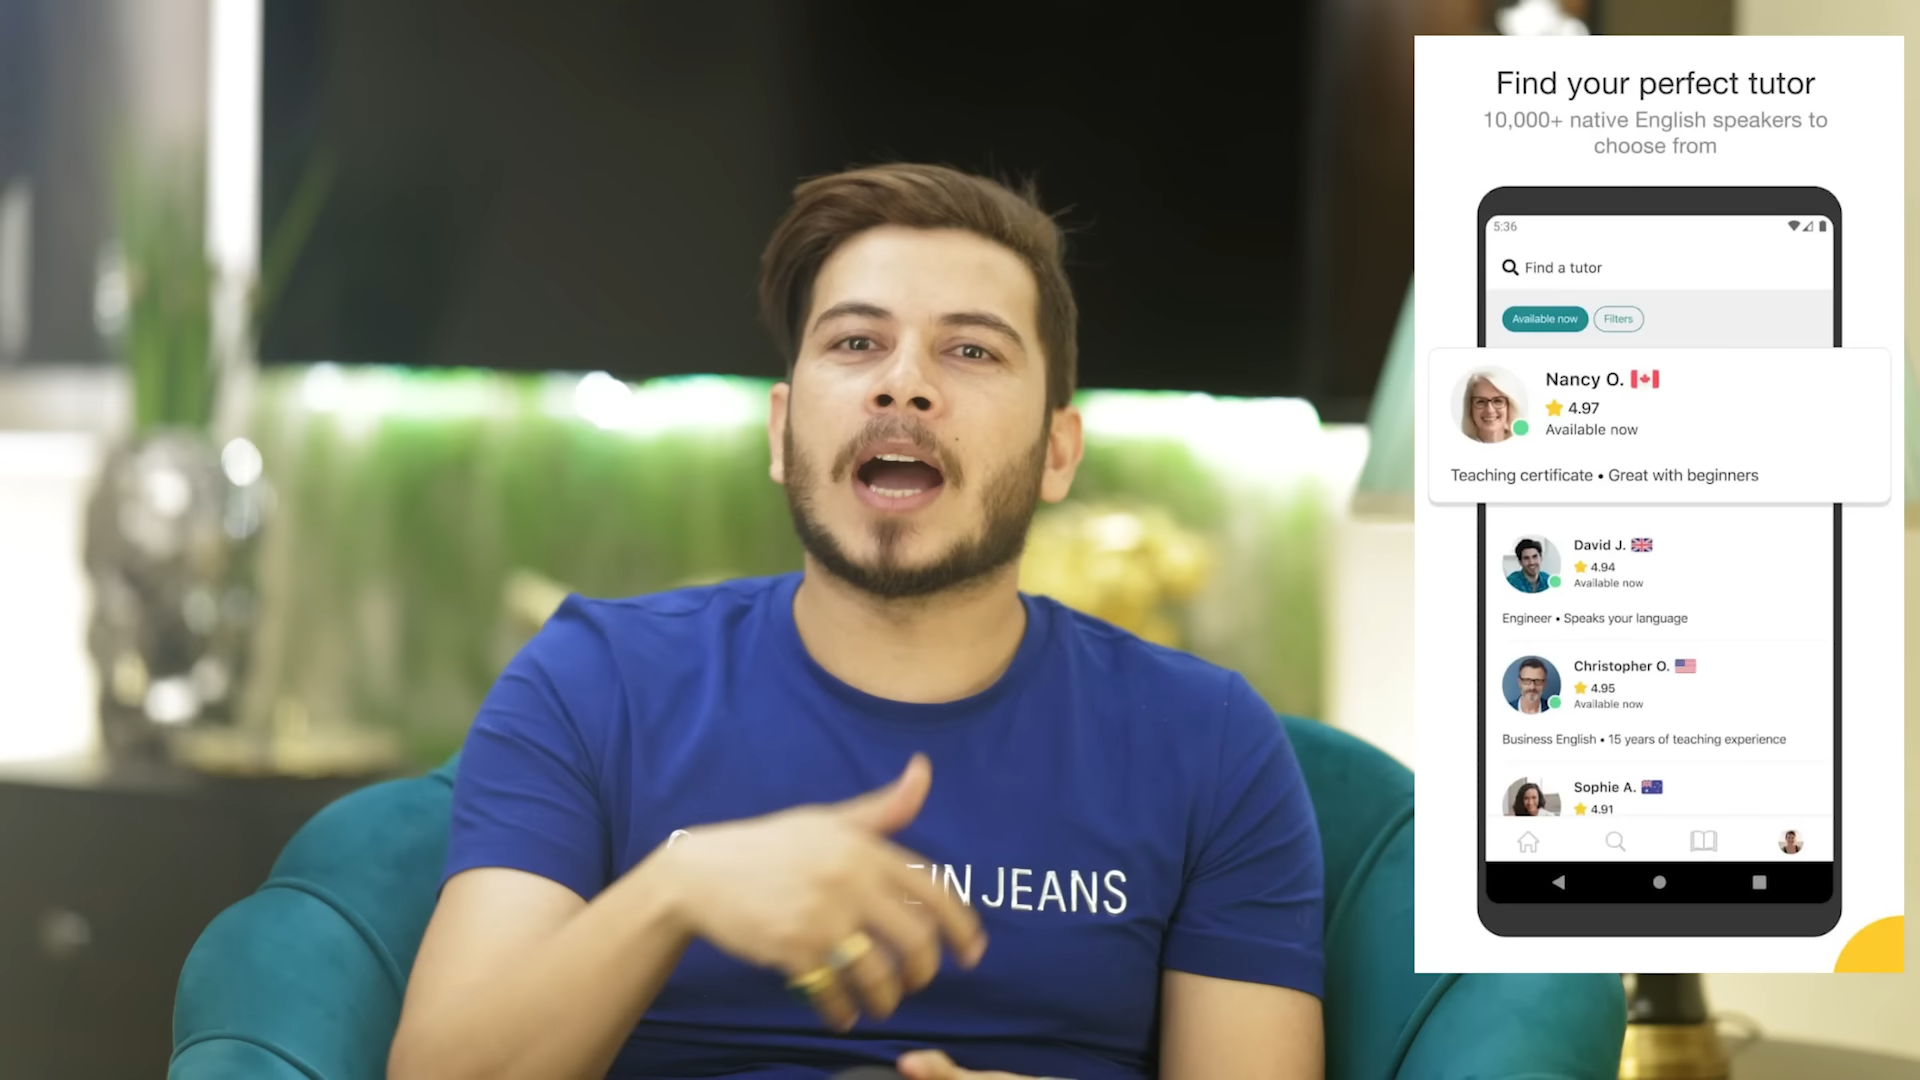 Find your perfect tutor
10,000+ native English speakers to
choose from
5:36
Find a tutor
Available now
Filters
Nancy O.
4.97
Available now
Teaching certificate • Great with beginners
David J.
4.94
Available now
Engineer • Speaks your language
Christopher O.
4.95
Available now
Business English • 15 years of teaching experience
Sophie A.
4.91
JEANS